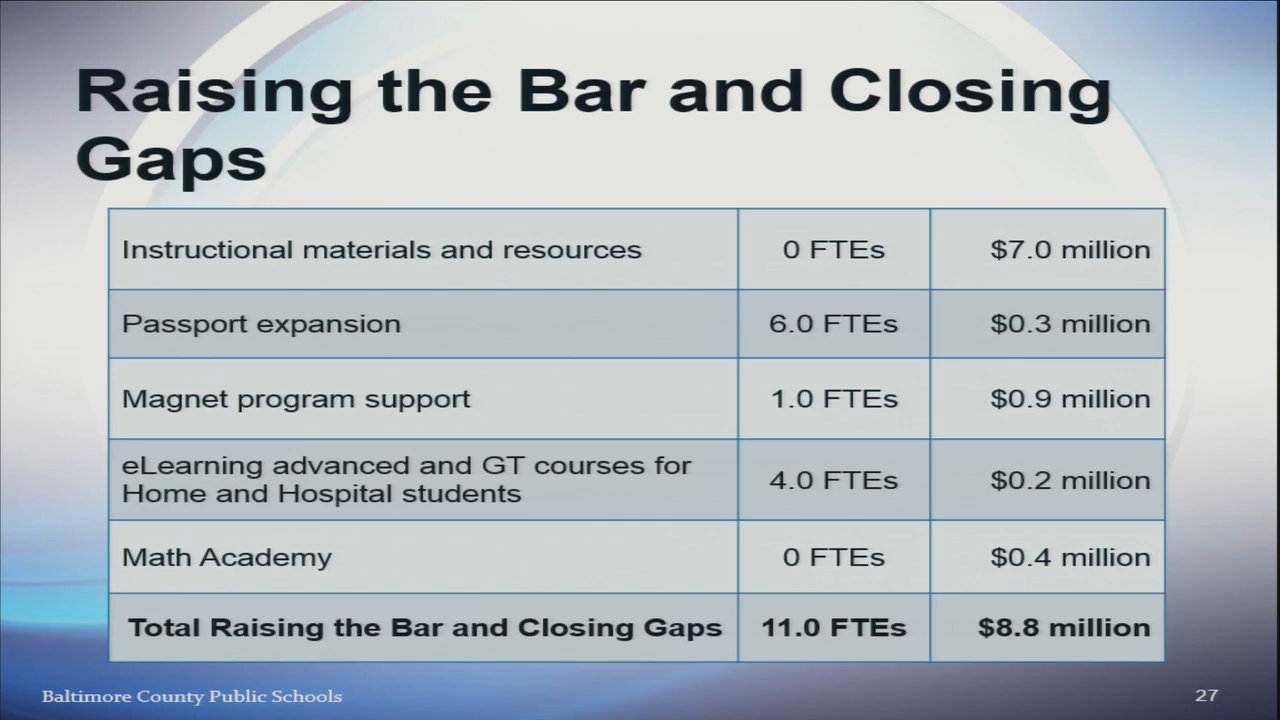 Raising the Bar and Closing
Gaps
Instructional materials and resources 0 FTEs $7.0 million
Passport expansion 6.0 FTEs $0.3 million
Magnet program support 1.0 FTEs $0.9 million
eLearning advanced and GT courses for
Home and Hospital students 4.0 FTEs $0.2 million
Math Academy 0 FTEs $0.4 million
Total Raising the Bar and Closing Gaps 11.0 FTEs $8.8 million
Baltimore County Public Schools 27